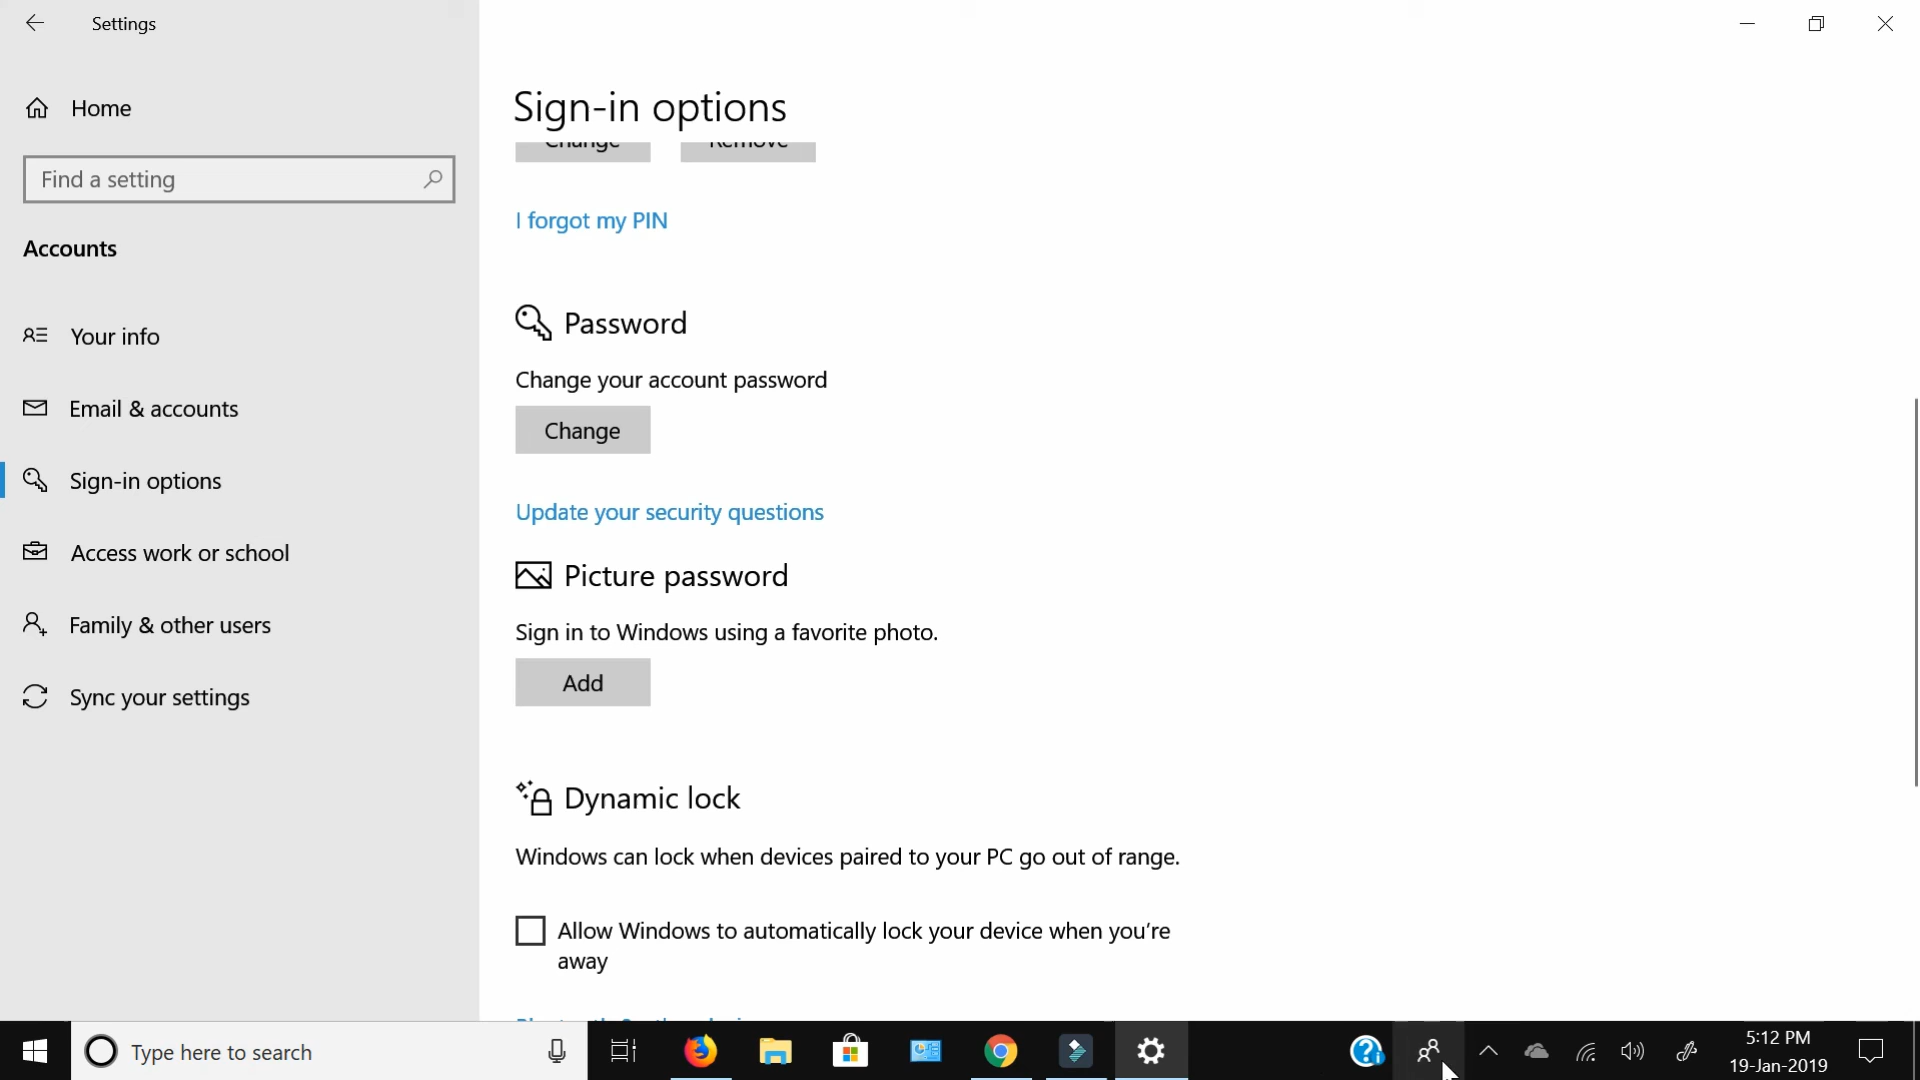 Settings
Home
Find a setting
Accounts
Your info
Email & accounts
Sign-in options
Access work or school
Family & other users
Sync your settings
Sign-in options
Change Remove
I forgot my PIN
Password
Change your account password
Change
Update your security questions
Picture password
Sign in to Windows using a favorite photo.
Add
Dynamic lock
Windows can lock when devices paired to your PC go out of range.
Allow Windows to automatically lock your device when you're
away
Type here to search
5:12 PM
19-Jan-2019